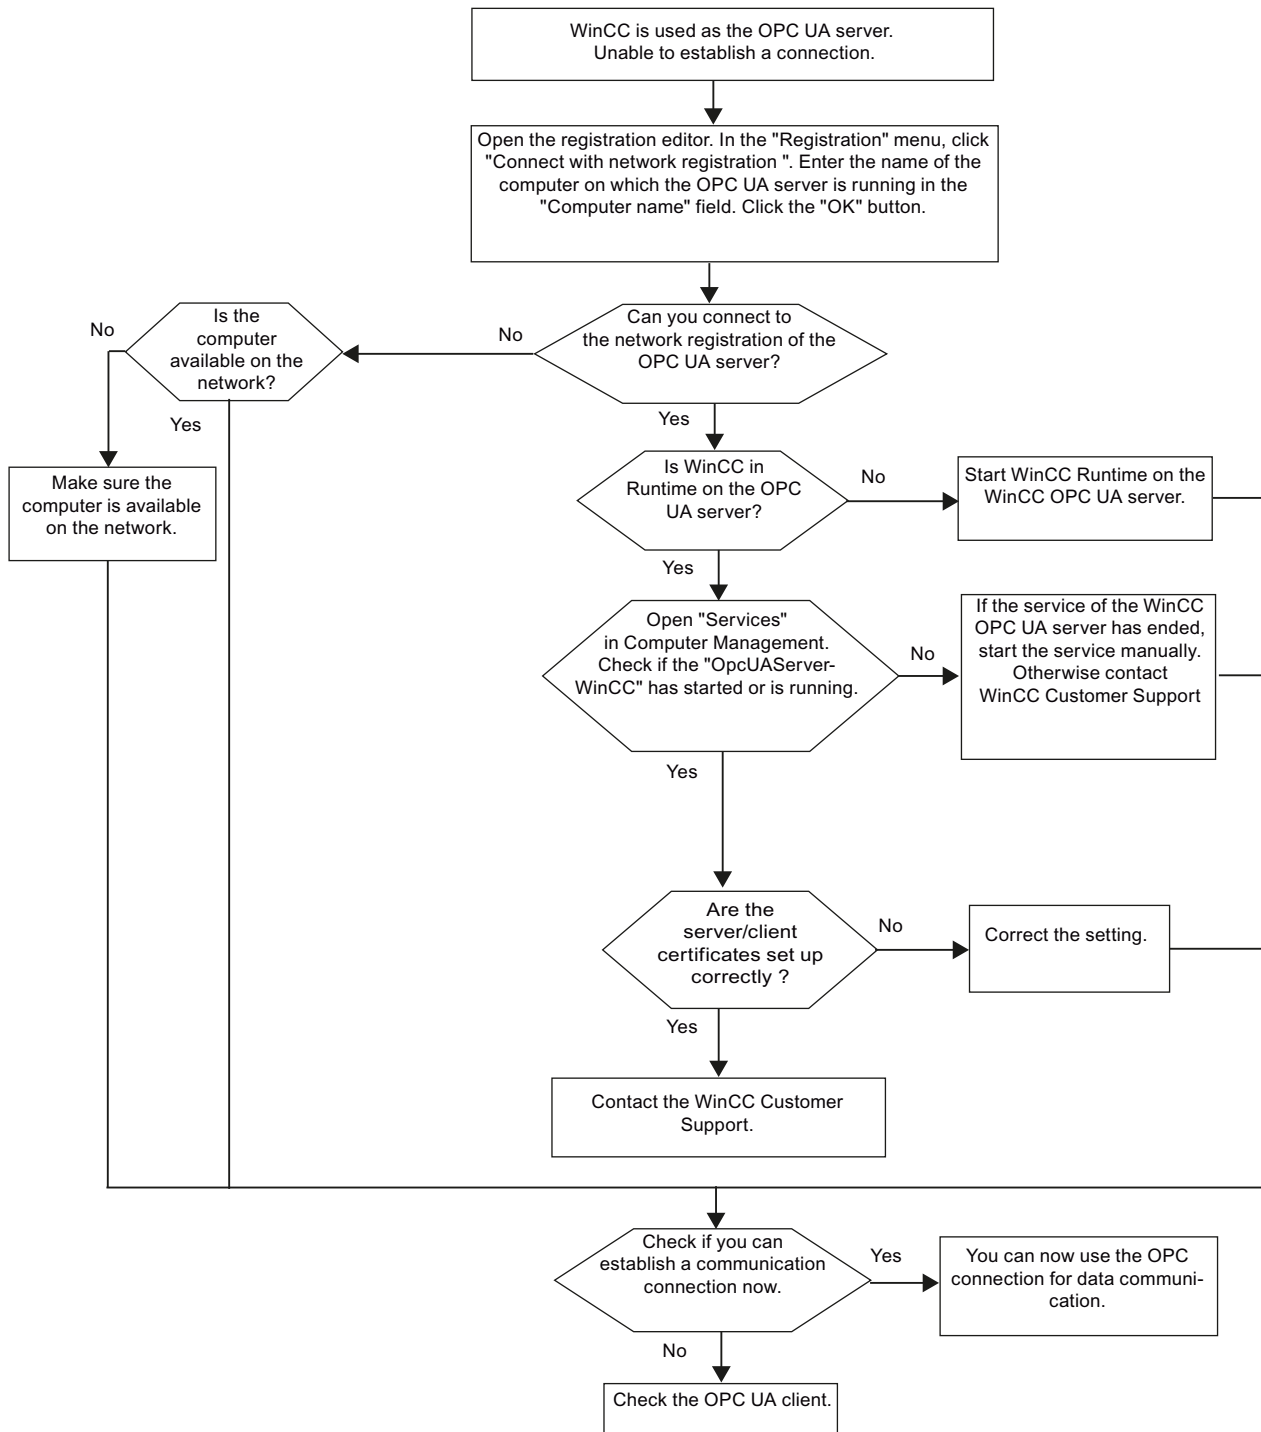 WinCC is used as the OPC UA server.
Unable to establish a connection.
Open the registration editor. In the "Registration" menu, click
"Connect with network registration ". Enter the name of the
computer on which the OPC UA server is running in the
"Computer name" field. Click the "OK" button.
Can you connect to
the network registration of the
OPC UA server?
No
Is the
computer
available on the
network?
No
Yes
Make sure the
computer is available
on the network.
Yes
Is WinCC in
Runtime on the OPC
UA server?
No
Start WinCC Runtime on the
WinCC OPC UA server.
Yes
Open "Services"
in Computer Management.
Check if the "OpcUAServer-
WinCC" has started or is running.
No
If the service of the WinCC
OPC UA server has ended,
start the service manually.
Otherwise contact
WinCC Customer Support
Yes
Are the
server/client
certificates set up
correctly ?
No
Correct the setting.
Yes
Contact the WinCC Customer
Support.
Check if you can
establish a communication
connection now.
Yes
You can now use the OPC
connection for data communi-
cation.
No
Check the OPC UA client.